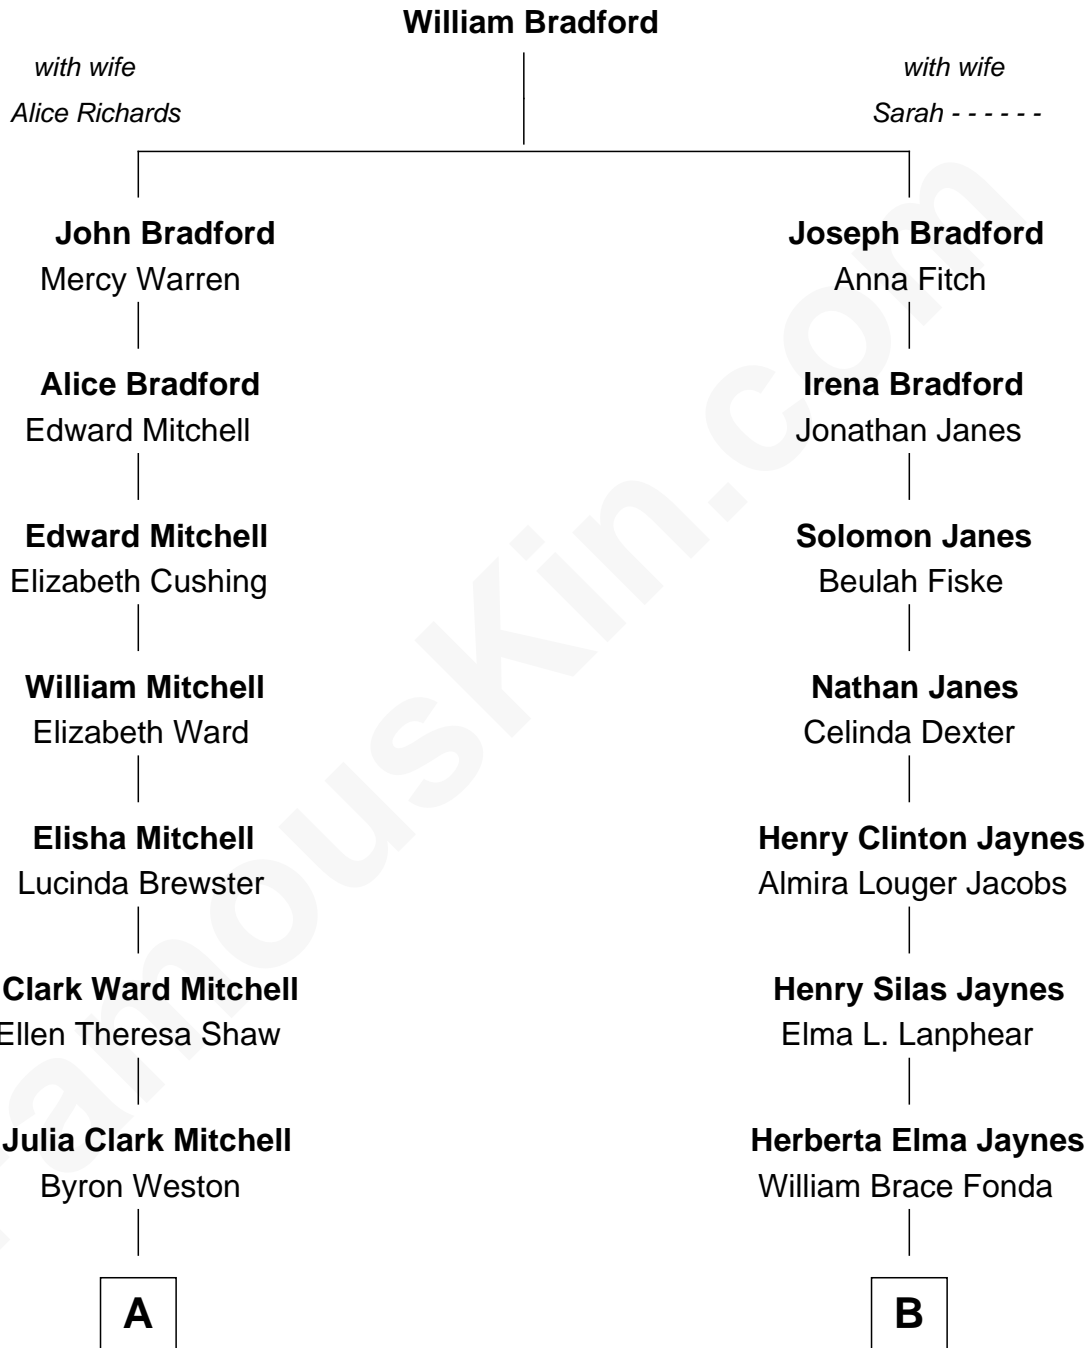 William Bradford
with wife
Alice Richards
with wife
Sarah - - - - - -
John Bradford
Mercy Warren
Joseph Bradford
Anna Fitch
Alice Bradford
Edward Mitchell
Irena Bradford
Jonathan Janes
Edward Mitchell
Elizabeth Cushing
Solomon Janes
Beulah Fiske
William Mitchell
Elizabeth Ward
Nathan Janes
Celinda Dexter
Elisha Mitchell
Lucinda Brewster
Henry Clinton Jaynes
Almira Louger Jacobs
Clark Ward Mitchell
Ellen Theresa Shaw
Henry Silas Jaynes
Elma L. Lanphear
Julia Clark Mitchell
Byron Weston
Herberta Elma Jaynes
William Brace Fonda
A
B
FamousKin.com